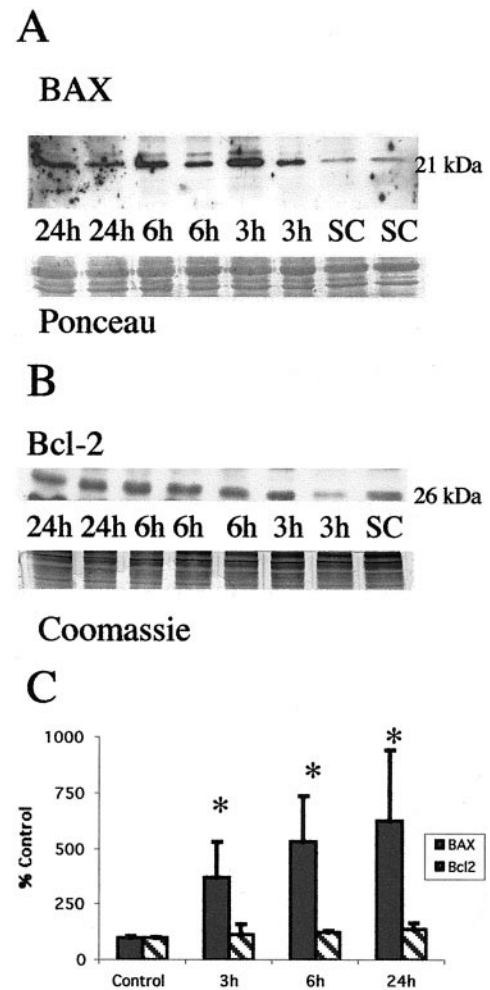 A
BAX
21 kDa
24h 24h 6h 6h 3h 3h SC SC
Ponceau
B
Bcl-2
26 kDa
24h 24h 6h 6h 6h 3h 3h SC
Coomassie
C
1000
750
500
250
0
% Control
* * *
BAX
Bcl2
Control 3h 6h 24h